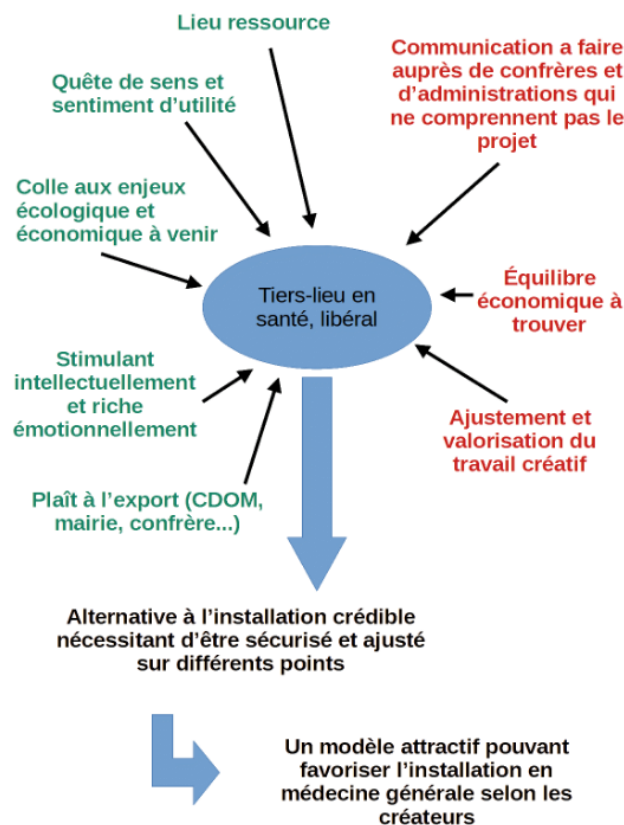 Lieu ressource
Communication a faire
auprès de confrères et
d’administrations qui
ne comprennent pas le
projet
Quête de sens et
sentiment d’utilité
Colle aux enjeux
écologique et
économique à venir
Tiers-lieu en
santé, libéral
Équilibre
économique à
trouver
Stimulant
intellectuellement
et riche
émotionnellement
Ajustement et
valorisation du
travail créatif
Plaît à l’export (CDOM,
mairie, confrère...)
Alternative à l’installation crédible
nécessitant d’être sécurisé et ajusté
sur différents points
Un modèle attractif pouvant
favoriser l’installation en
médecine générale selon les
créateurs